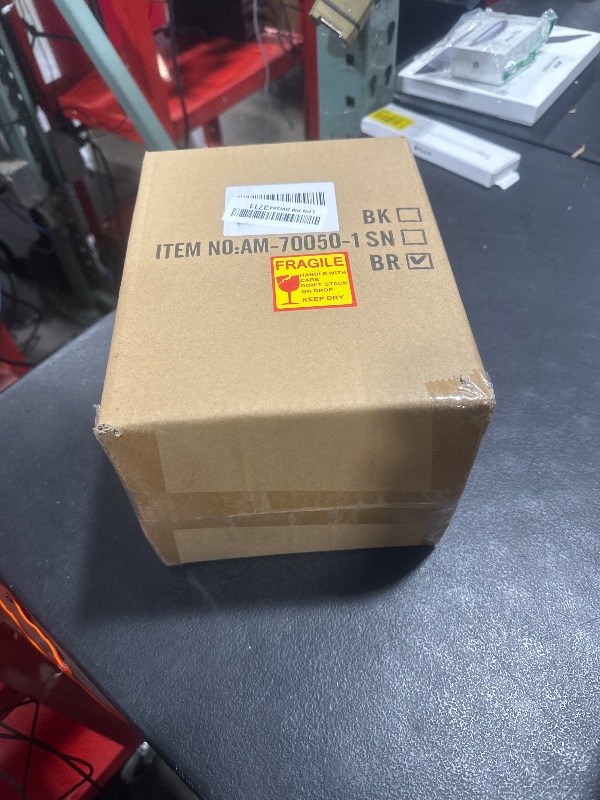 BK
ITEM NO:AM-70050-1 SN
BR
FRAGILE
HANDLE WITH
CARE
DON'T STACK
OR DROP
KEEP DRY